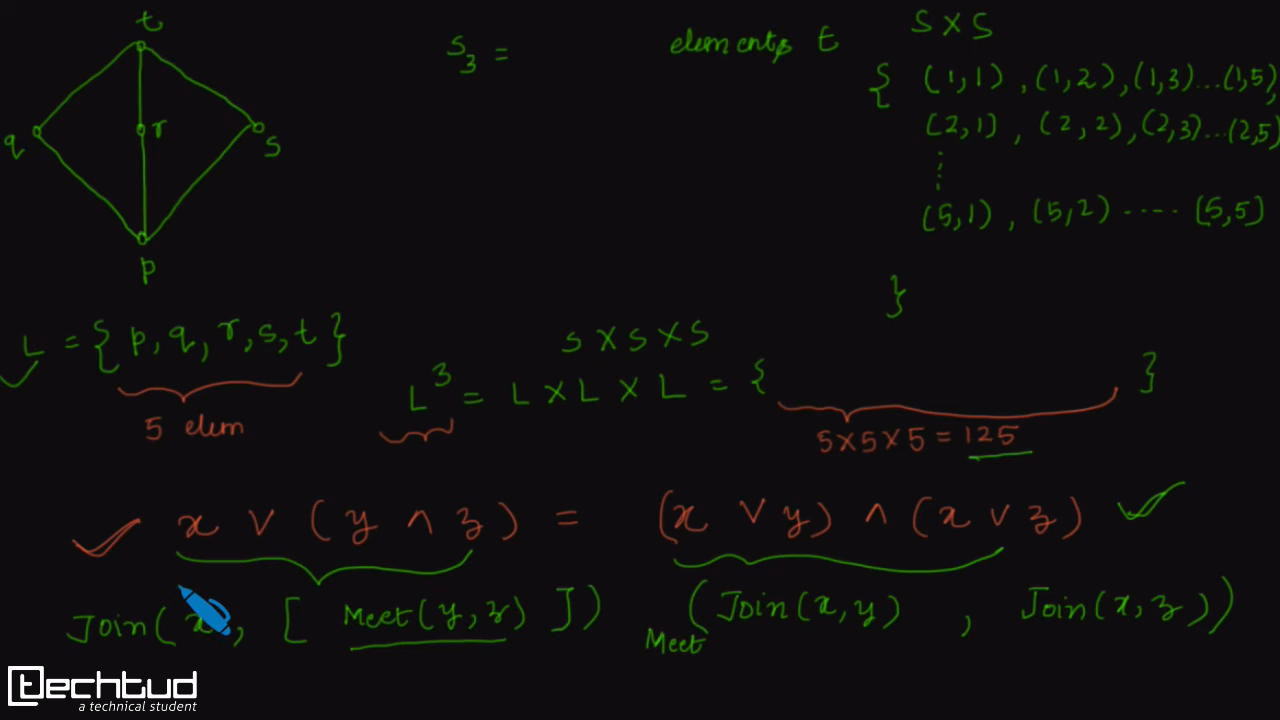 t
q
r
s
p
S₃ =
elements E
S × S
{ (1,1) , (1,2) , (1,3) ... (1,5),
(2,1) , (2,2) , (2,3) ... (2,5)
⋮
(5,1) , (5,2) ..... (5,5)
}
L = { p, q, r, s, t }
5 elem
S × S × S
L³ = L × L × L = { }
5×5×5 = 125
x ∨ ( y ∧ z ) = (x ∨ y) ∧ (x ∨ z)
Join( x , [ Meet(y, z) ] ) Meet ( Join(x, y) , Join(x, z) )
techtud
a technical student